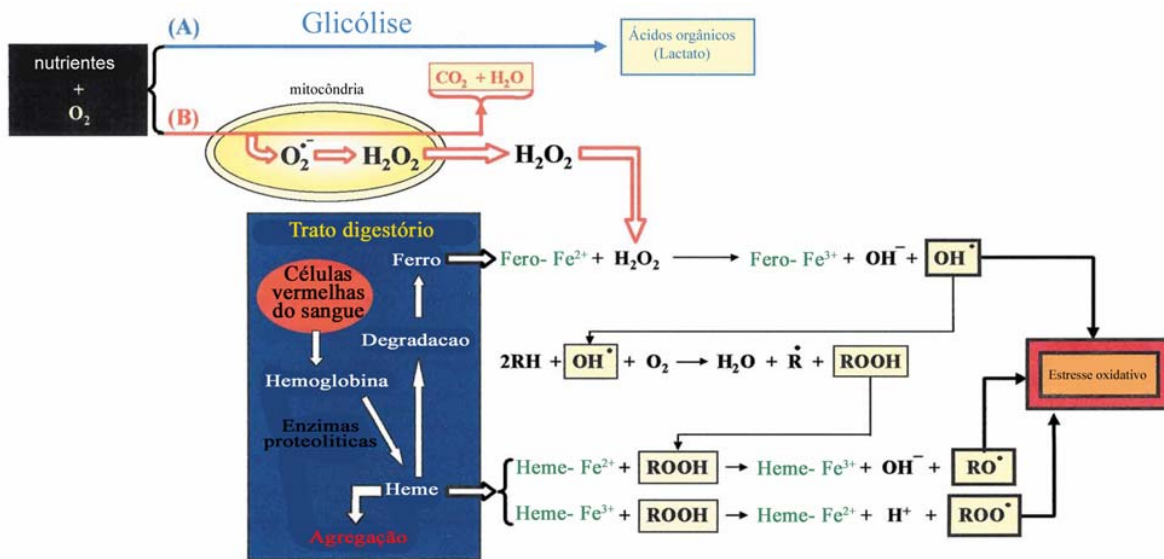 (A) Glicólise
Ácidos orgânicos
(Lactato)
nutrientes
+
O₂
(B)
mitocôndria
CO₂ + H₂O
O₂•⁻ H₂O₂ H₂O₂
Trato digestório
Células
vermelhas
do sangue
Ferro
Degradacao
Hemoglobina
Enzimas
proteolíticas
Heme
Agregação
Fero- Fe²⁺ + H₂O₂ → Fero- Fe³⁺ + OH⁻ + OH•
2RH + OH• + O₂ → H₂O + Ṙ + ROOH
Heme- Fe²⁺ + ROOH → Heme- Fe³⁺ + OH⁻ + RO•
Heme- Fe³⁺ + ROOH → Heme- Fe²⁺ + H⁺ + ROO•
Estresse oxidativo